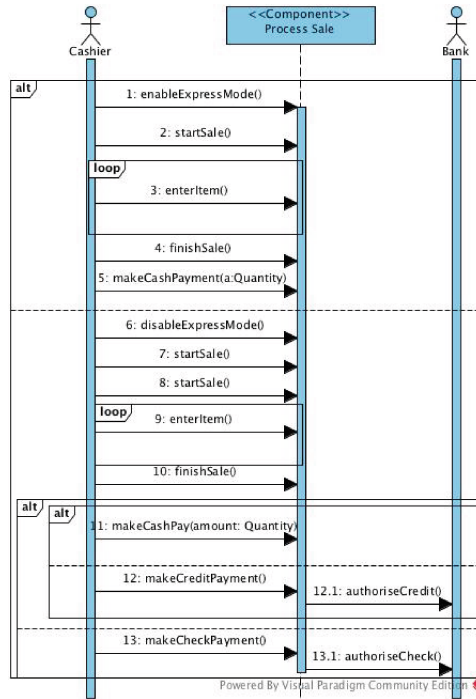 <<Component>>
Process Sale
Cashier
Bank
alt
1: enableExpressMode()
2: startSale()
loop
3: enterItem()
4: finishSale()
5: makeCashPayment(a:Quantity)
6: disableExpressMode()
7: startSale()
8: startSale()
loop
9: enterItem()
10: finishSale()
alt
alt
11: makeCashPay(amount: Quantity)
12: makeCreditPayment()
12.1: authoriseCredit()
13: makeCheckPayment()
13.1: authoriseCheck()
Powered By Visual Paradigm Community Edition